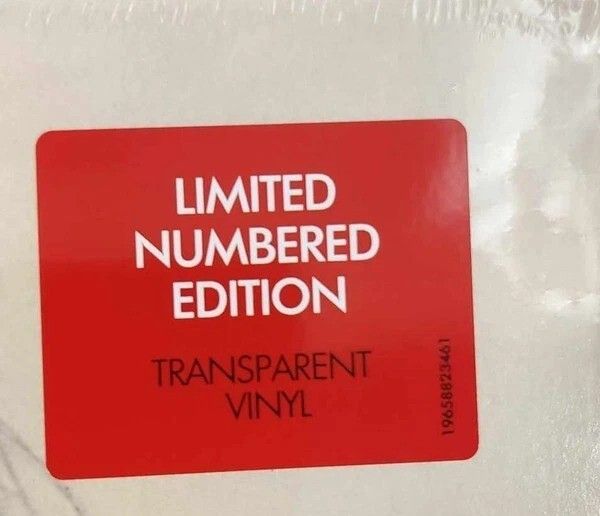 LIMITED
NUMBERED
EDITION
TRANSPARENT
VINYL
19658823461